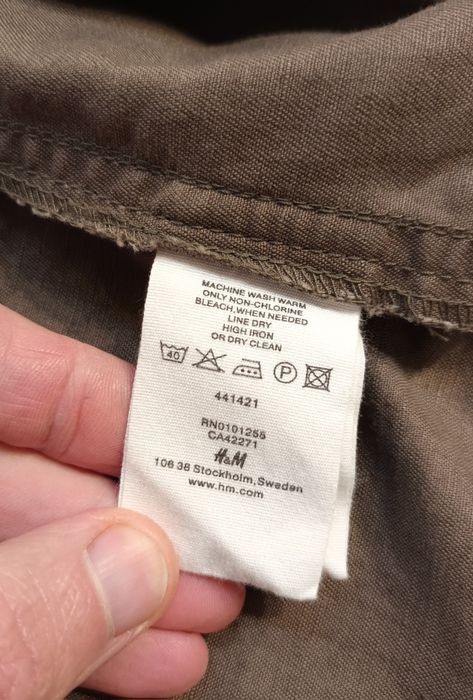 MACHINE WASH WARM
ONLY NON-CHLORINE
BLEACH,WHEN NEEDED
LINE DRY
HIGH IRON
OR DRY CLEAN
40 P
441421
RN0101255
CA42271
H&M
106 38 Stockholm,Sweden
www.hm.com